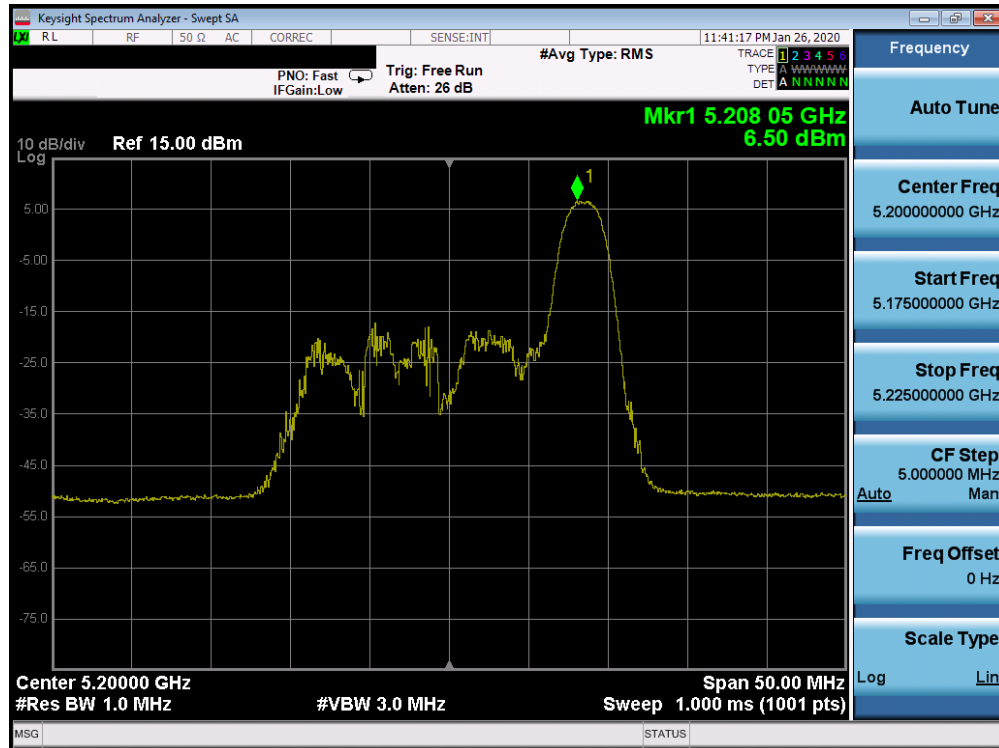 Keysight Spectrum Analyzer - Swept SA
LXI RL RF 50 Ω AC CORREC SENSE:INT 11:41:17 PM Jan 26, 2020
#Avg Type: RMS
TRACE 1 2 3 4 5 6
TYPE A WWWWW
DET A N N N N N
PNO: Fast
IFGain:Low
Trig: Free Run
Atten: 26 dB
Mkr1 5.208 05 GHz
6.50 dBm
10 dB/div Ref 15.00 dBm
Log
1
5.00
-5.00
-15.0
-25.0
-35.0
-45.0
-55.0
-65.0
-75.0
Center 5.20000 GHz Span 50.00 MHz
#Res BW 1.0 MHz #VBW 3.0 MHz Sweep 1.000 ms (1001 pts)
MSG STATUS
Frequency
Auto Tune
Center Freq
5.200000000 GHz
Start Freq
5.175000000 GHz
Stop Freq
5.225000000 GHz
CF Step
5.000000 MHz
Auto Man
Freq Offset
0 Hz
Scale Type
Log Lin